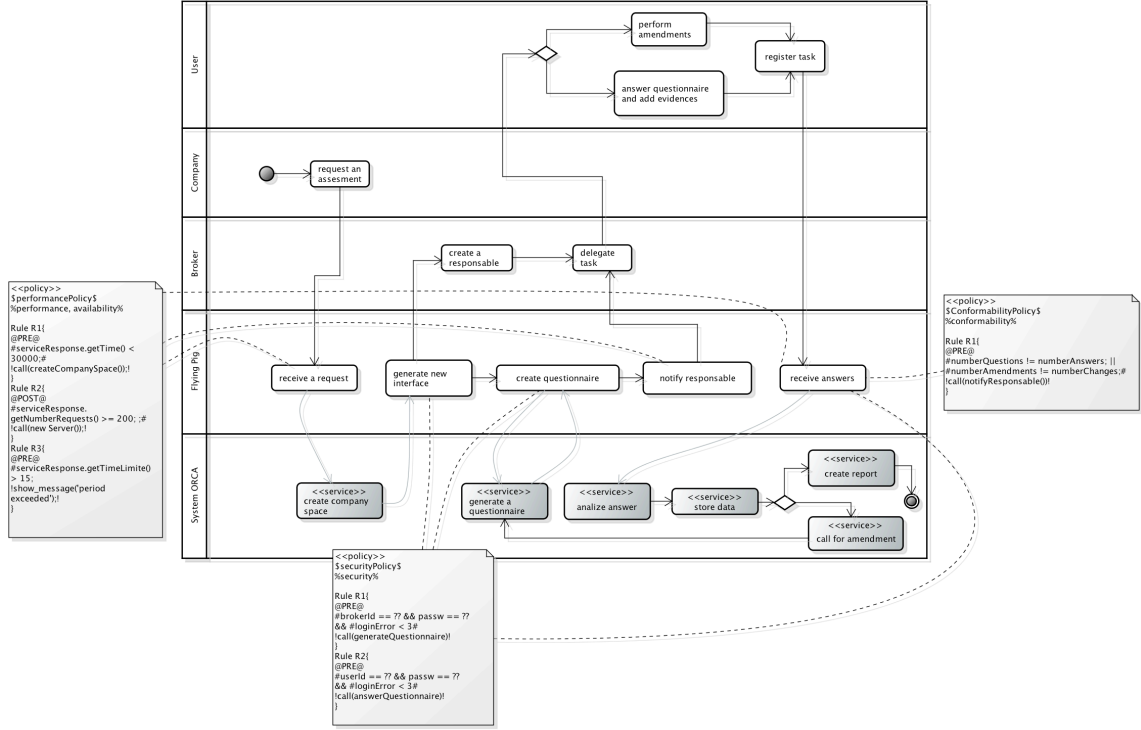 User
perform
amendments
register task
answer questionnaire
and add evidences
Company
request an
assesment
Broker
create a
responsable
delegate
task
<<policy>>
$performancePolicy$
%performance, availability%
Rule R1{
@PRE@
#serviceResponse.getTime() <
30000;#
!call(createCompanySpace());!
}
Rule R2{
@POST@
#serviceResponse.
getNumberRequests() >= 200; ;#
!call(new Server());!
}
Rule R3{
@PRE@
#serviceResponse.getTimeLimite()
> 15;
!show_message('period
exceeded');!
}
<<policy>>
$ConformabilityPolicy$
%conformability%
Rule R1{
@PRE@
#numberQuestions != numberAnswers; ||
#numberAmendments != numberChanges;#
!call(notifyResponsable())!
}
Flying Pig
receive a request
generate new
interface
create questionnaire
notify responsable
receive answers
System ORCA
<<service>>
create company
space
<<service>>
generate a
questionnaire
<<service>>
analize answer
<<service>>
store data
<<service>>
create report
<<service>>
call for amendment
<<policy>>
$securityPolicy$
%security%
Rule R1{
@PRE@
#brokerId == ?? && passw == ??
&& #loginError < 3#
!call(generateQuestionnaire)!
}
Rule R2{
@PRE@
#userId == ?? && passw == ??
&& #loginError < 3#
!call(answerQuestionnaire)!
}